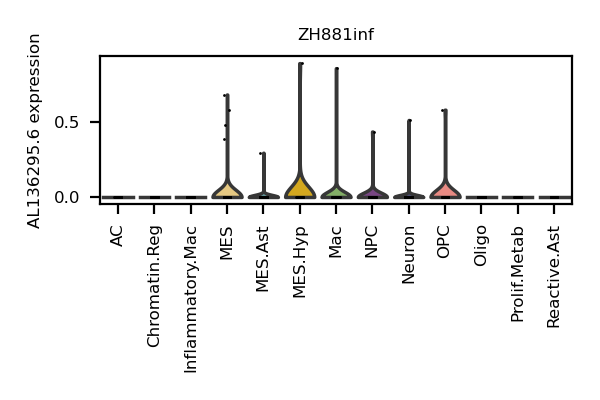 ZH881inf
AL136295.6 expression
0.5
0.0
AC
Chromatin.Reg
Inflammatory.Mac
MES
MES.Ast
MES.Hyp
Mac
NPC
Neuron
OPC
Oligo
Prolif.Metab
Reactive.Ast